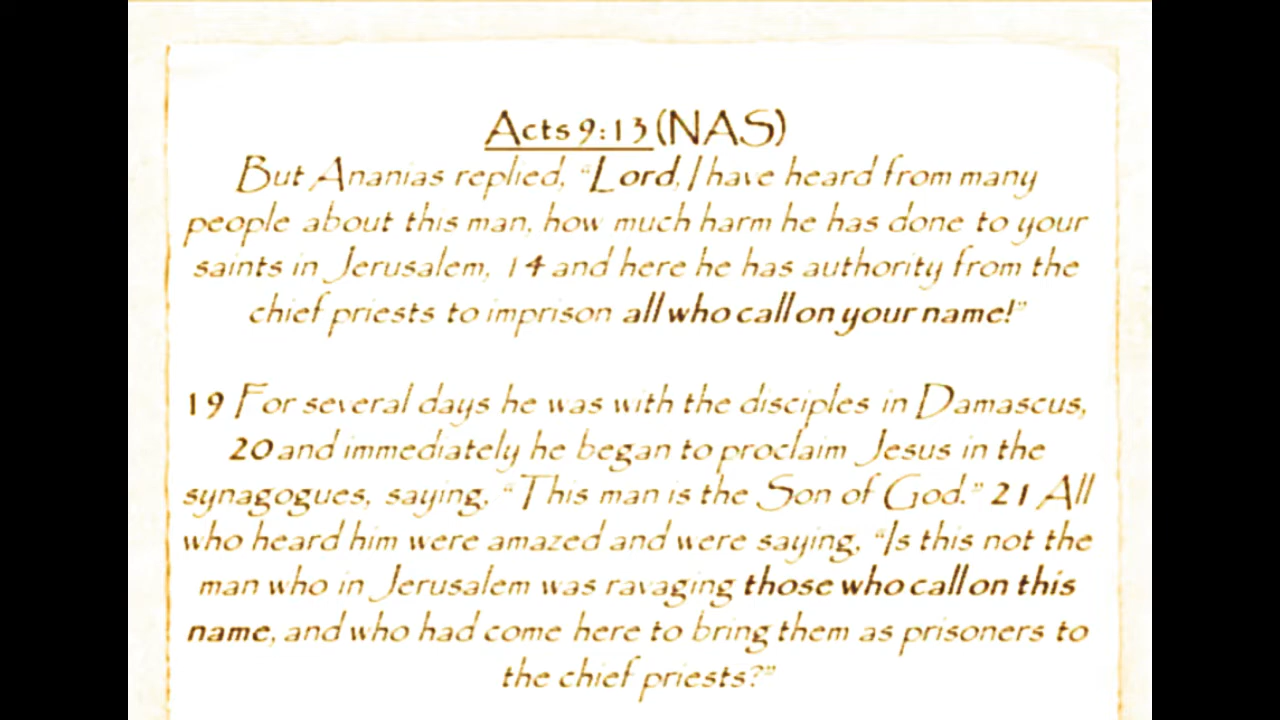 Acts 9:13 (NAS)
But Ananias replied, “Lord, I have heard from many
people about this man, how much harm he has done to your
saints in Jerusalem, 14 and here he has authority from the
chief priests to imprison all who call on your name!”
19 For several days he was with the disciples in Damascus,
20 and immediately he began to proclaim Jesus in the
synagogues, saying, “This man is the Son of God.” 21 All
who heard him were amazed and were saying, “Is this not the
man who in Jerusalem was ravaging those who call on this
name, and who had come here to bring them as prisoners to
the chief priests?”